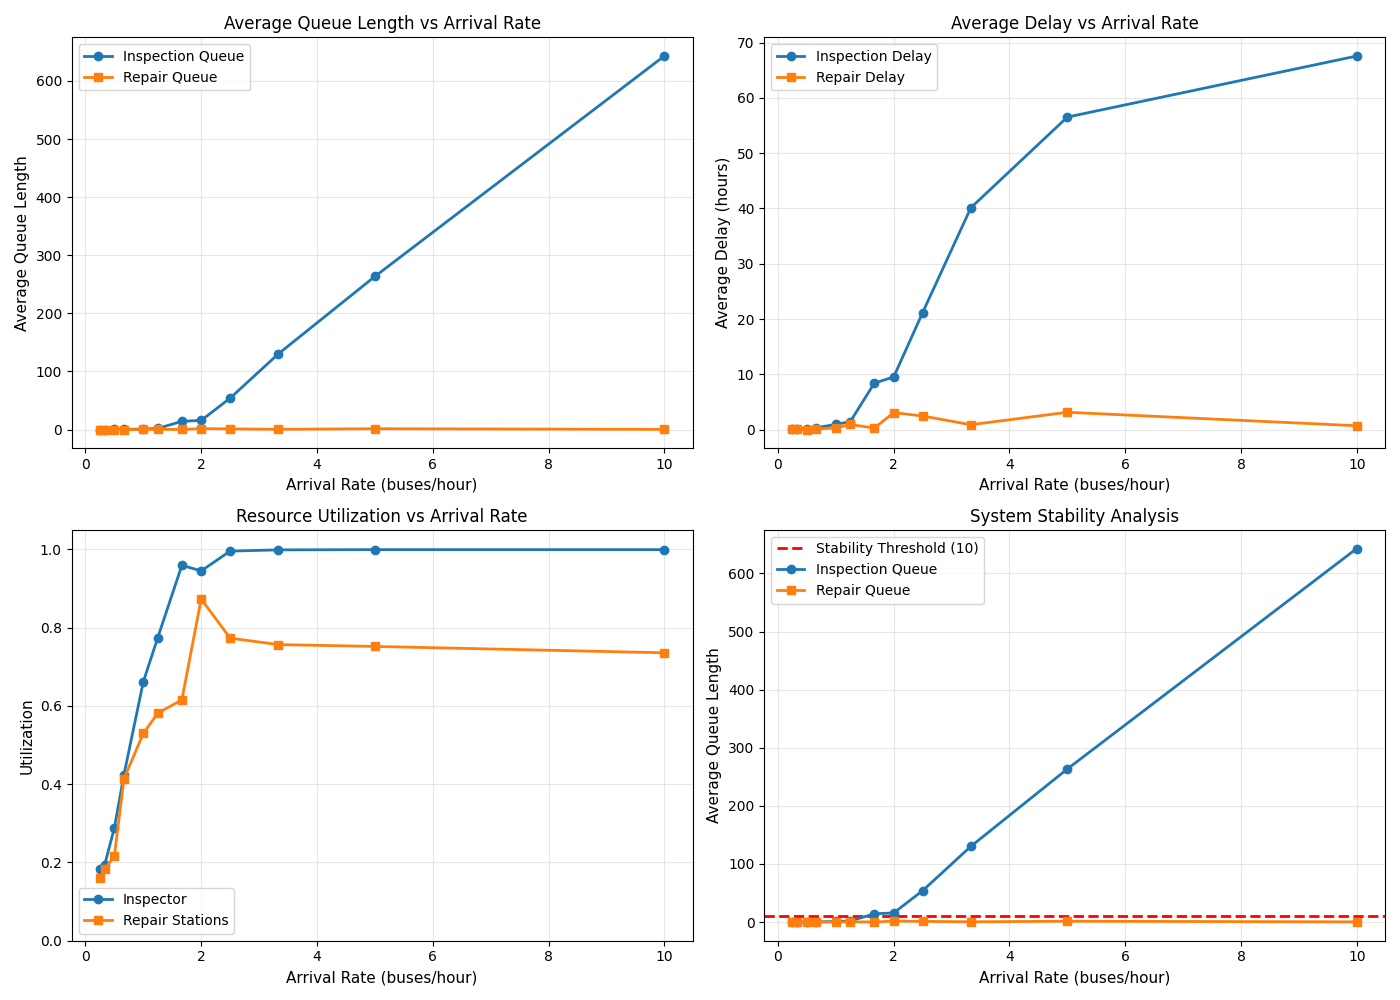 Average Queue Length vs Arrival Rate
Inspection Queue
Repair Queue
Average Queue Length
600
500
400
300
200
100
0
0 2 4 6 8 10
Arrival Rate (buses/hour)
Average Delay vs Arrival Rate
Inspection Delay
Repair Delay
Average Delay (hours)
70
60
50
40
30
20
10
0
0 2 4 6 8 10
Arrival Rate (buses/hour)
Resource Utilization vs Arrival Rate
Utilization
1.0
0.8
0.6
0.4
0.2
0.0
Inspector
Repair Stations
0 2 4 6 8 10
Arrival Rate (buses/hour)
System Stability Analysis
Stability Threshold (10)
Inspection Queue
Repair Queue
Average Queue Length
600
500
400
300
200
100
0
0 2 4 6 8 10
Arrival Rate (buses/hour)